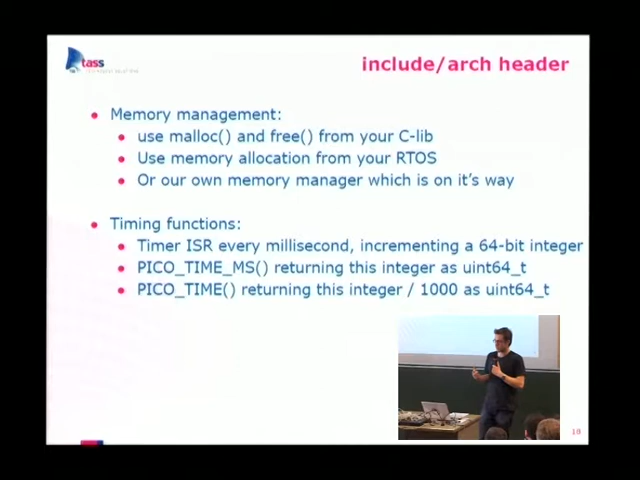 tass
include/arch header
Memory management:
use malloc() and free() from your C-lib
Use memory allocation from your RTOS
Or our own memory manager which is on it's way
Timing functions:
Timer ISR every millisecond, incrementing a 64-bit integer
PICO_TIME_MS() returning this integer as uint64_t
PICO_TIME() returning this integer / 1000 as uint64_t
18